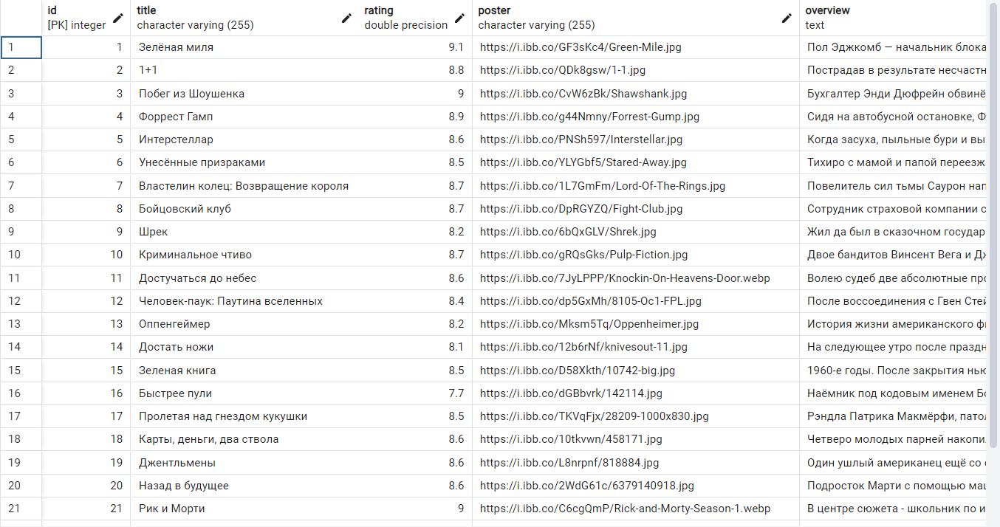 id title rating poster overview
[PK] integer character varying (255) double precision character varying (255) text
1 1 Зелёная миля 9.1 https://i.ibb.co/GF3sKc4/Green-Mile.jpg Пол Эджкомб — начальник блока
2 2 1+1 8.8 https://i.ibb.co/QDk8gsw/1-1.jpg Пострадав в результате несчастн
3 3 Побег из Шоушенка 9 https://i.ibb.co/CvW6zBk/Shawshank.jpg Бухгалтер Энди Дюфрейн обвинё
4 4 Форрест Гамп 8.9 https://i.ibb.co/g44Nmny/Forrest-Gump.jpg Сидя на автобусной остановке, Ф
5 5 Интерстеллар 8.6 https://i.ibb.co/PNSh597/Interstellar.jpg Когда засуха, пыльные бури и вы
6 6 Унесённые призраками 8.5 https://i.ibb.co/YLYGbf5/Stared-Away.jpg Тихиро с мамой и папой переезж
7 7 Властелин колец: Возвращение короля 8.7 https://i.ibb.co/1L7GmFm/Lord-Of-The-Rings.jpg Повелитель сил тьмы Саурон нап
8 8 Бойцовский клуб 8.7 https://i.ibb.co/DpRGYZQ/Fight-Club.jpg Сотрудник страховой компании с
9 9 Шрек 8.2 https://i.ibb.co/6bQxGLV/Shrek.jpg Жил да был в сказочном государ
10 10 Криминальное чтиво 8.7 https://i.ibb.co/gRQsGks/Pulp-Fiction.jpg Двое бандитов Винсент Вега и Дж
11 11 Достучаться до небес 8.6 https://i.ibb.co/7JyLPPP/Knockin-On-Heavens-Door.webp Волею судеб две абсолютные про
12 12 Человек-паук: Паутина вселенных 8.4 https://i.ibb.co/dp5GxMh/8105-Oc1-FPL.jpg После воссоединения с Гвен Стей
13 13 Оппенгеймер 8.2 https://i.ibb.co/Mksm5Tq/Oppenheimer.jpg История жизни американского фи
14 14 Достать ножи 8.1 https://i.ibb.co/12b6rNf/knivesout-11.jpg На следующее утро после праздн
15 15 Зеленая книга 8.5 https://i.ibb.co/D58Xkth/10742-big.jpg 1960-е годы. После закрытия нью
16 16 Быстрее пули 7.7 https://i.ibb.co/dGBbvrk/142114.jpg Наёмник под кодовым именем Бо
17 17 Пролетая над гнездом кукушки 8.5 https://i.ibb.co/TKVqFjx/28209-1000x830.jpg Рэндла Патрика Макмёрфи, пато
18 18 Карты, деньги, два ствола 8.6 https://i.ibb.co/10tkvwn/458171.jpg Четверо молодых парней накопи
19 19 Джентльмены 8.6 https://i.ibb.co/L8nrpnf/818884.jpg Один ушлый американец ещё со с
20 20 Назад в будущее 8.6 https://i.ibb.co/2WdG61c/6379140918.jpg Подросток Марти с помощью ма
21 21 Рик и Морти 9 https://i.ibb.co/C6cgQmP/Rick-and-Morty-Season-1.webp В центре сюжета - школьник по и